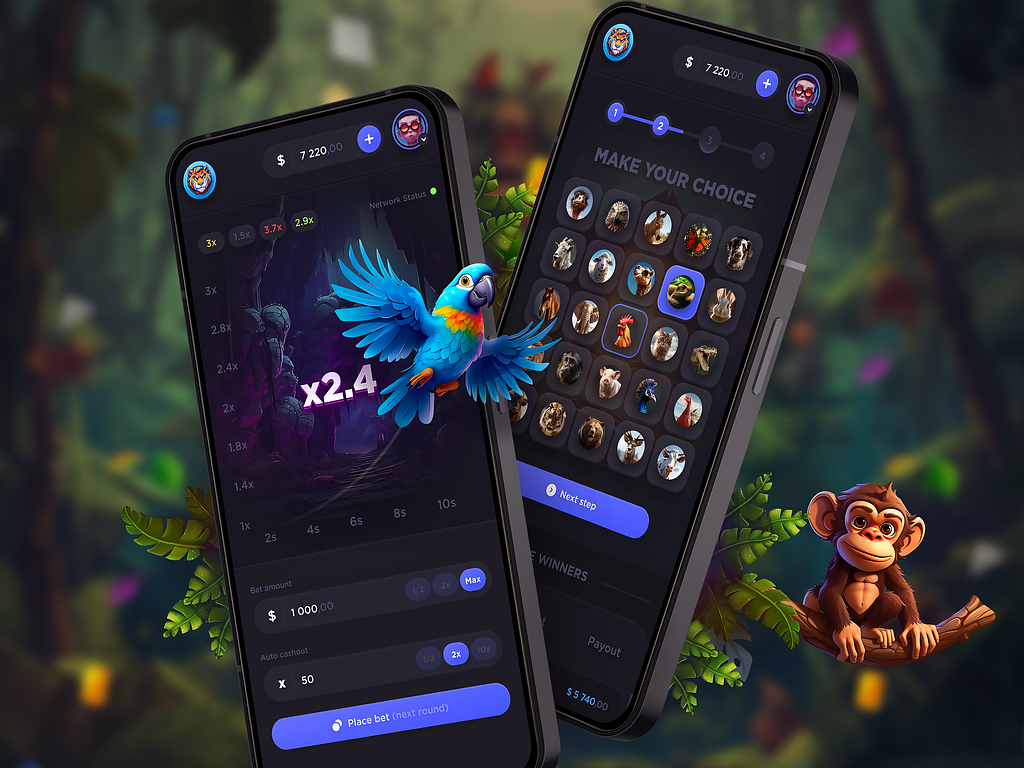 $ 7 220.00
Network Status
3x 1.5x 3.7x 2.9x
3x
2.8x
2.4x
2x
1.8x
1.4x
1x
x2.4
2s 4s 6s 8s 10s
Bet amount
$ 1 000.00
1/2 2x Max
Auto cashout
x 50
1/2 2x 10x
Place bet (next round)
$ 7 220.00
1 2 3 4
MAKE YOUR CHOICE
Next step
E WINNERS
Payout
$ 5 740.00